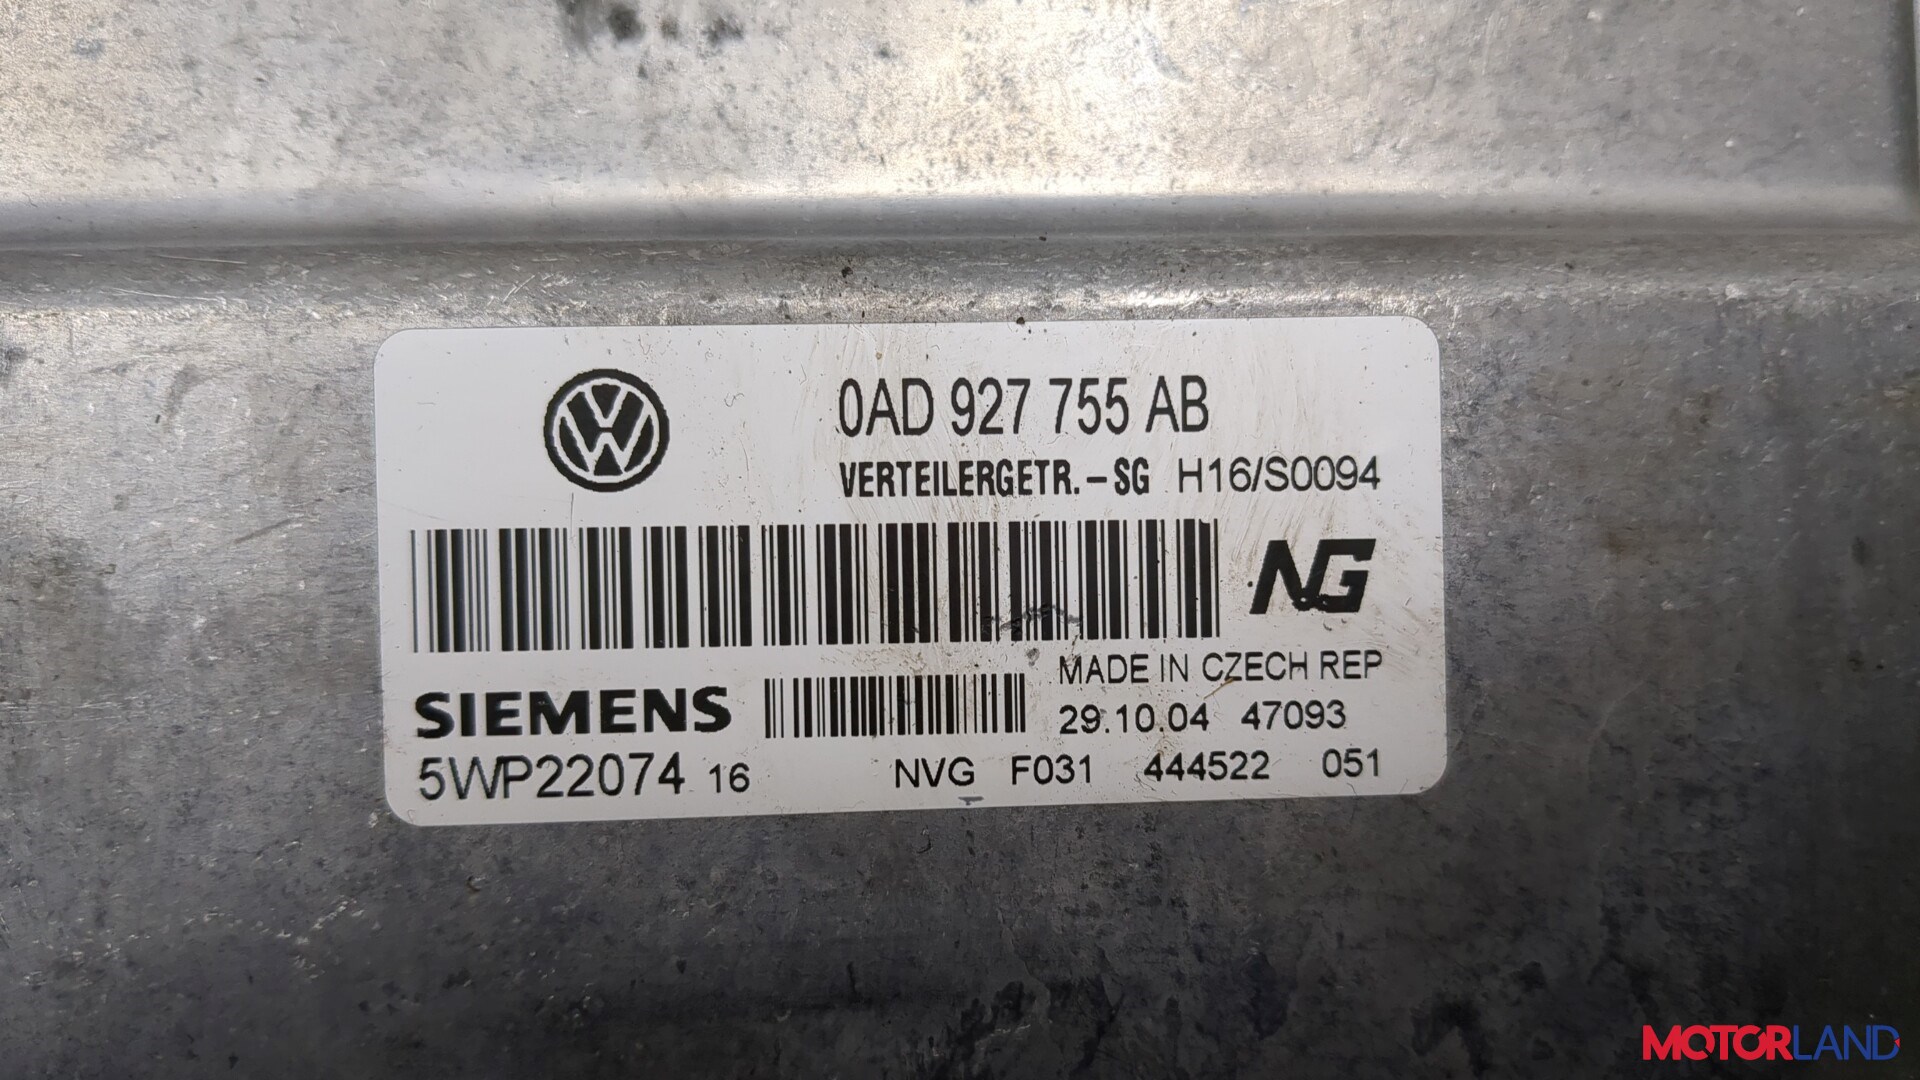 0AD 927 755 AB
VERTEILERGETR.-SG H16/S0094
NG
MADE IN CZECH REP
SIEMENS 29.10.04 47093
5WP22074 16 NVG F031 444522 051
MOTORLAND